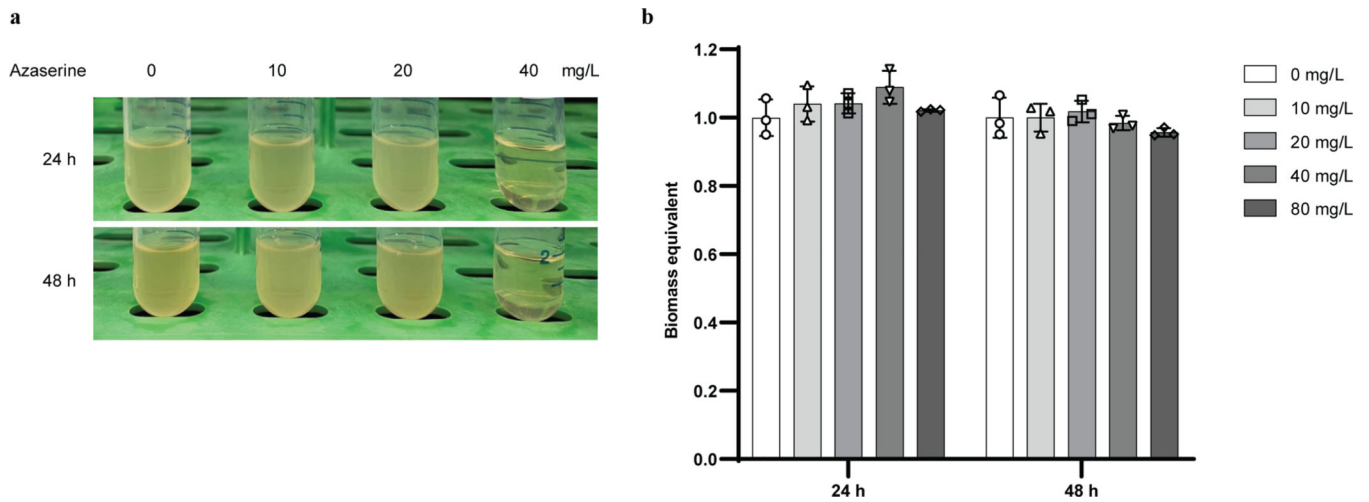 a
Azaserine 0 10 20 40 mg/L
24 h
48 h
2
b
Biomass equivalent
1.2
1.0
0.8
0.6
0.4
0.2
0.0
24 h 48 h
0 mg/L
10 mg/L
20 mg/L
40 mg/L
80 mg/L